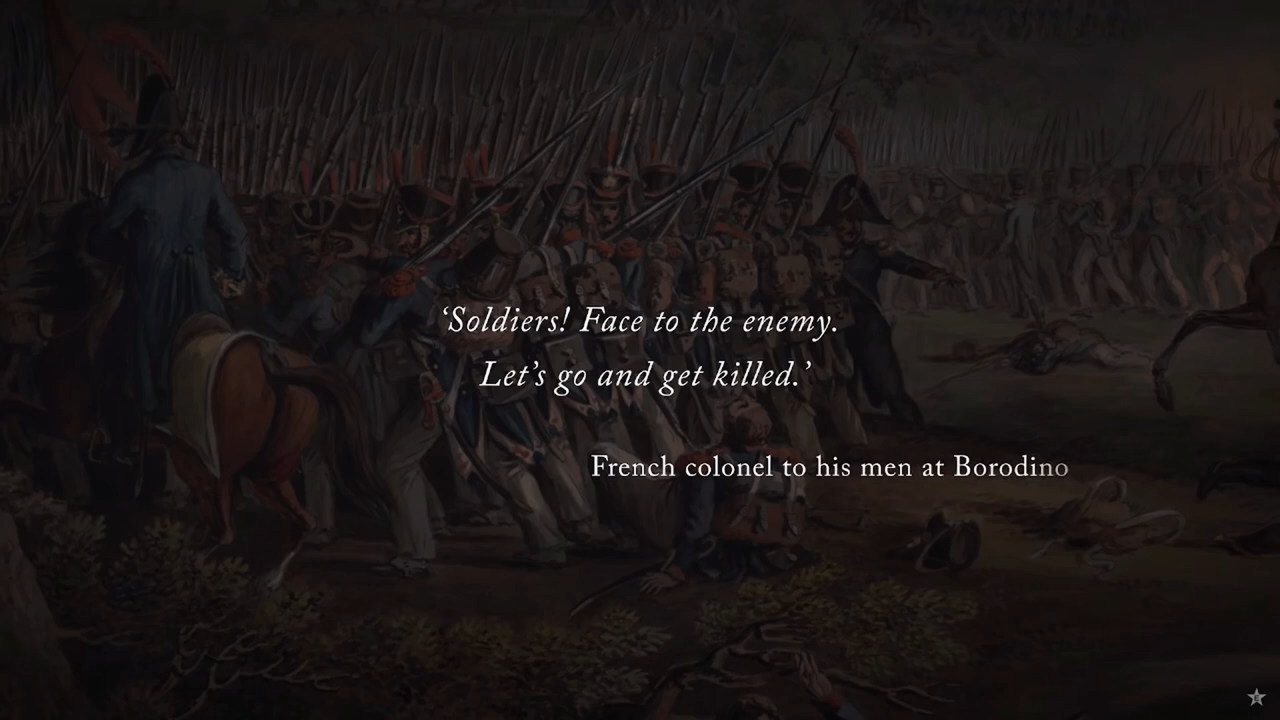 ‘Soldiers! Face to the enemy.
Let’s go and get killed.’
French colonel to his men at Borodino